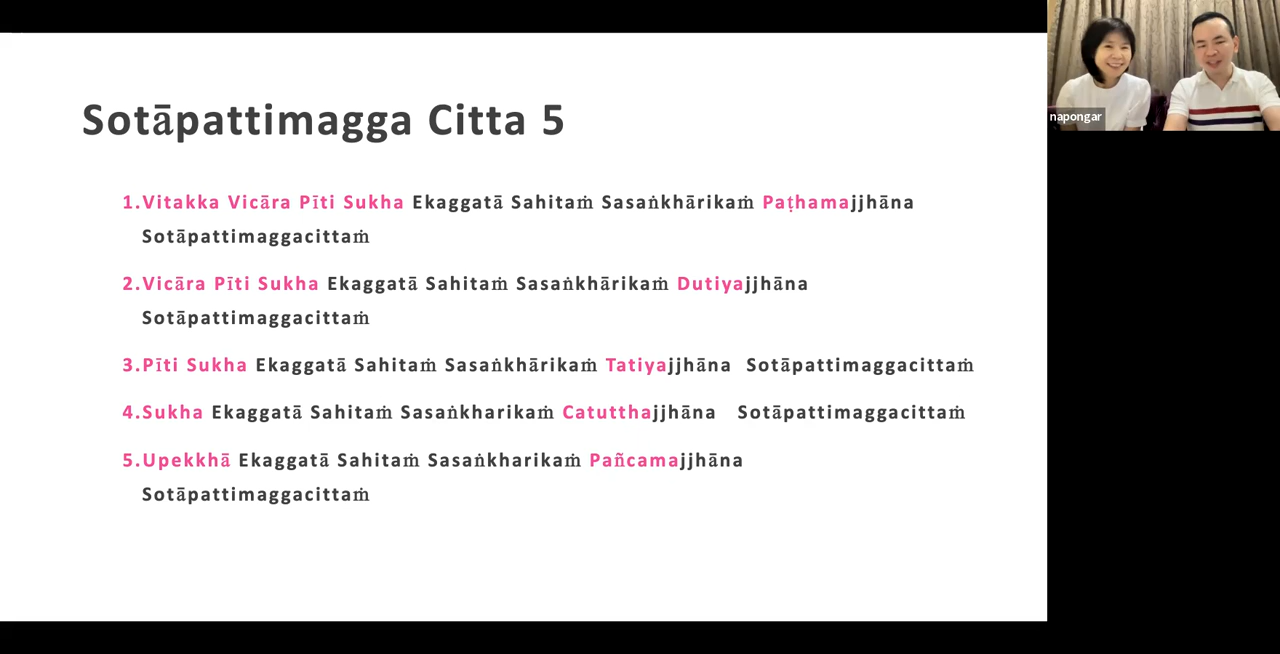 Sotāpattimagga Citta 5
1.Vitakka Vicāra Pīti Sukha Ekaggatā Sahitaṁ Sasaṅkhārikaṁ Paṭhamajjhāna
Sotāpattimaggacittaṁ
2.Vicāra Pīti Sukha Ekaggatā Sahitaṁ Sasaṅkhārikaṁ Dutiyajjhāna
Sotāpattimaggacittaṁ
3.Pīti Sukha Ekaggatā Sahitaṁ Sasaṅkhārikaṁ Tatiyajjhāna Sotāpattimaggacittaṁ
4.Sukha Ekaggatā Sahitaṁ Sasaṅkharikaṁ Catutthajjhāna Sotāpattimaggacittaṁ
5.Upekkhā Ekaggatā Sahitaṁ Sasaṅkharikaṁ Pañcamajjhāna
Sotāpattimaggacittaṁ
napongar